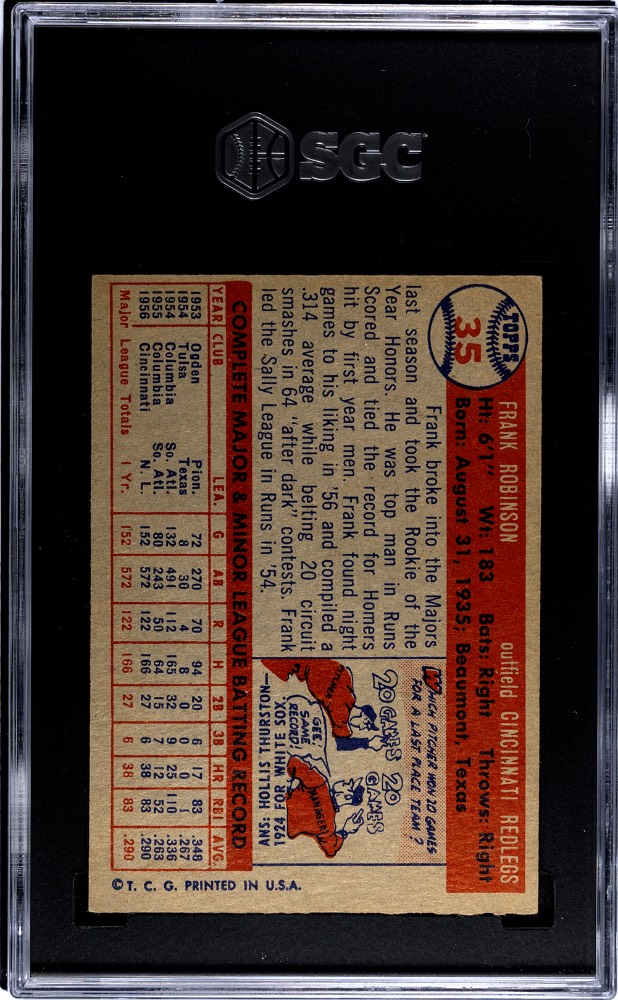 SGC
TOPPS
35
FRANK ROBINSON outfield CINCINNATI REDLEGS
Ht: 6'1" Wt: 183 Bats: Right Throws: Right
Born: August 31, 1935; Beaumont, Texas
Frank broke into the Majors
last season and took the Rookie of the
Year Honors. He was top man in Runs
Scored and tied the record for Homers
hit by first year men. Frank found night
games to his liking in '56 and compiled a
.314 average while belting 20 circuit
smashes in 64 "after dark" contests. Frank
led the Sally League in Runs in '54.
WHICH PITCHER WON 20 GAMES
FOR A LAST PLACE TEAM?
20 GAMES
20 GAMES
MANAGER
GEE,
SAME
RECORD!
ANS: HOLLIS THURSTON—
1924 FOR WHITE SOX
COMPLETE MAJOR & MINOR LEAGUE BATTING RECORD
YEAR CLUB LEA. G AB R H 2B 3B HR RBI AVG.
1953 Ogden Pion. 72 270 70 94 20 6 17 83 .348
1954 Tulsa Texas 8 30 4 8 0 0 0 1 .267
1954 Columbia So. Atl. 132 491 112 165 32 9 25 110 .336
1955 Columbia So. Atl. 80 243 50 64 15 7 12 52 .263
1956 Cincinnati N. L. 152 572 122 166 27 6 38 83 .290
Major League Totals 1 Yr. 152 572 122 166 27 6 38 83 .290
© T. C. G. PRINTED IN U.S.A.